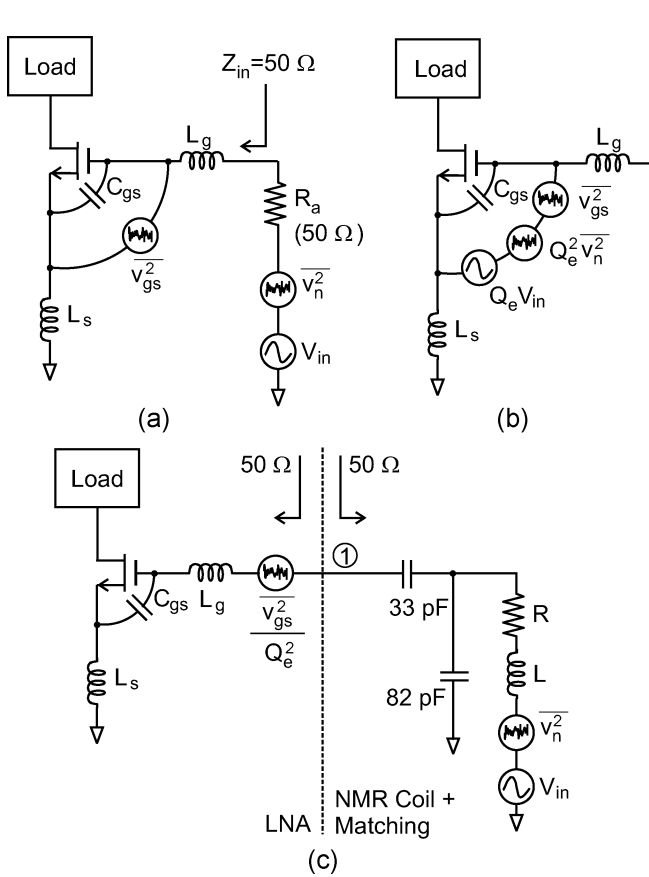 Load
Z_in=50 Ω
L_g
C_gs
R_a
(50 Ω)
v_gs^2
v_n^2
V_in
L_s
(a)
Load
L_g
C_gs
v_gs^2
Q_e^2 v_n^2
Q_eV_in
L_s
(b)
Load
50 Ω
50 Ω
1
C_gs
L_g
v_gs^2
Q_e^2
33 pF
R
L_s
82 pF
L
v_n^2
V_in
LNA
NMR Coil +
Matching
(c)